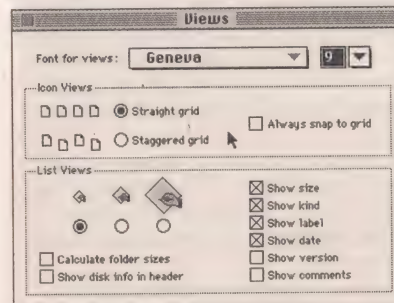 Views
Font for views: Geneva 9
Icon Views
Straight grid
Always snap to grid
Staggered grid
List Views
Show size
Show kind
Show label
Show date
Calculate folder sizes
Show version
Show disk info in header
Show comments